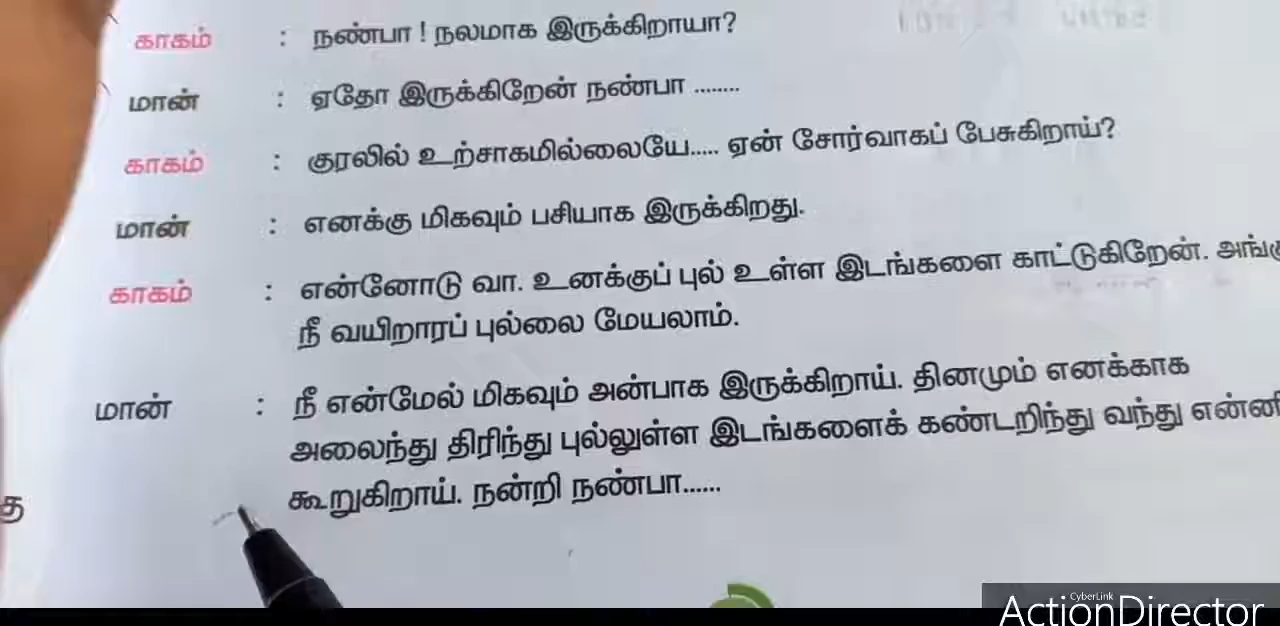 காகம் : நண்பா ! நலமாக இருக்கிறாயா?
மான் : ஏதோ இருக்கிறேன் நண்பா ........
காகம் : குரலில் உற்சாகமில்லையே..... ஏன் சோர்வாகப் பேசுகிறாய்?
மான் : எனக்கு மிகவும் பசியாக இருக்கிறது.
காகம் : என்னோடு வா. உனக்குப் புல் உள்ள இடங்களை காட்டுகிறேன்.
நீ வயிறாரப் புல்லை மேயலாம்.
மான் : நீ என்மேல் மிகவும் அன்பாக இருக்கிறாய். தினமும் எனக்காக
அலைந்து திரிந்து புல்லுள்ள இடங்களைக் கண்டறிந்து வந்து
கூறுகிறாய். நன்றி நண்பா......
CyberLink
ActionDirector